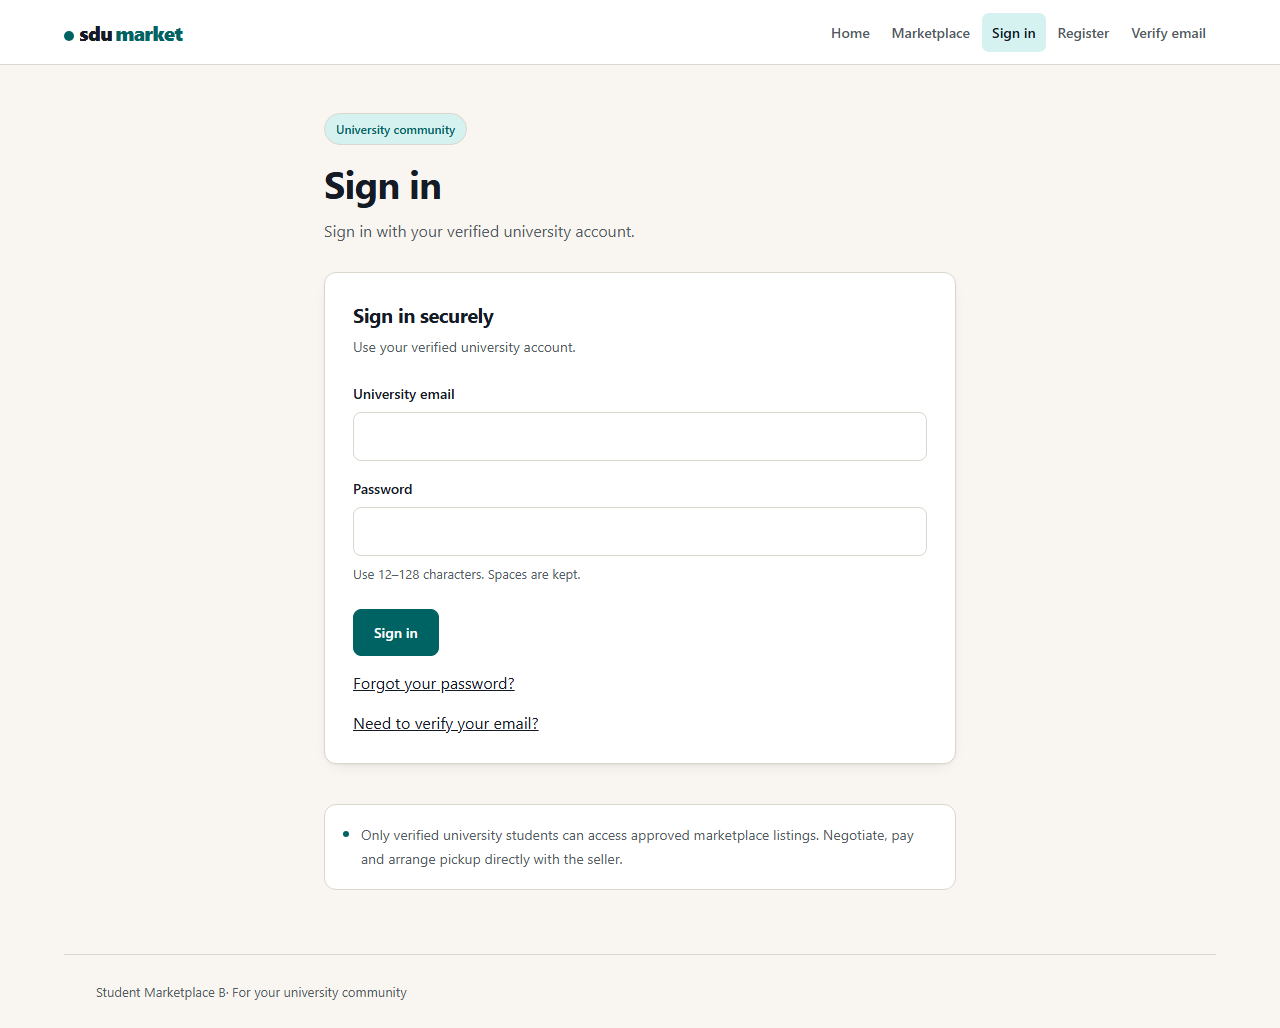 sdu market
Home
Marketplace
Sign in
Register
Verify email
University community
Sign in
Sign in with your verified university account.
Sign in securely
Use your verified university account.
University email
Password
Use 12–128 characters. Spaces are kept.
Sign in
Forgot your password?
Need to verify your email?
Only verified university students can access approved marketplace listings. Negotiate, pay
and arrange pickup directly with the seller.
Student Marketplace В· For your university community